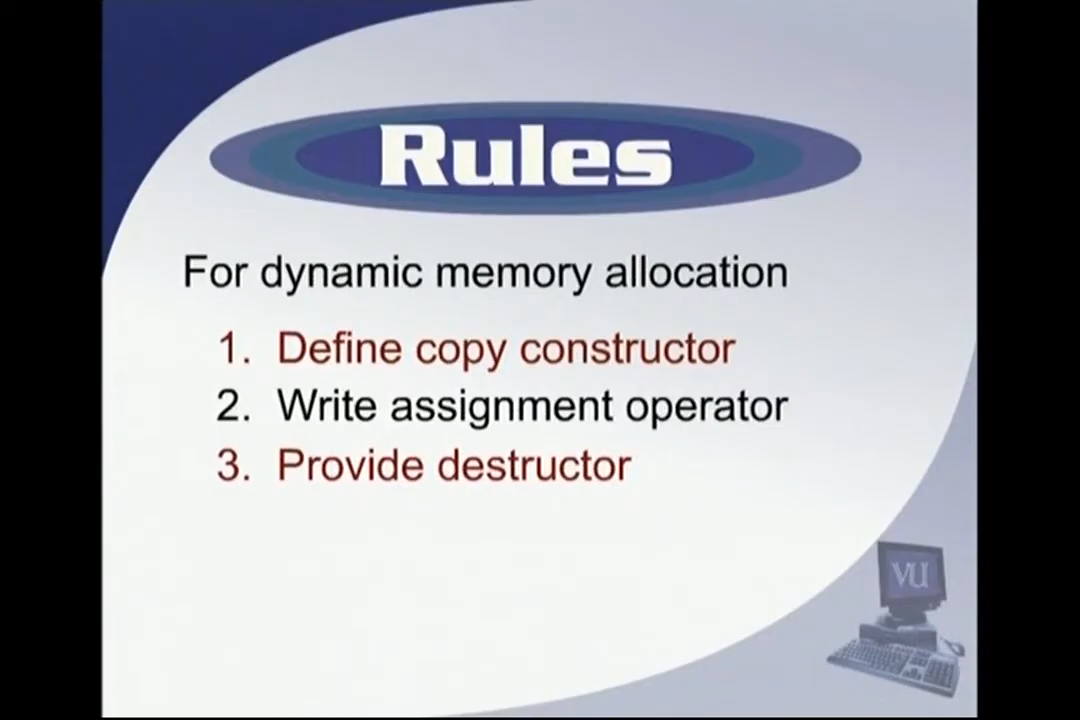 Rules
For dynamic memory allocation
1. Define copy constructor
2. Write assignment operator
3. Provide destructor
VU